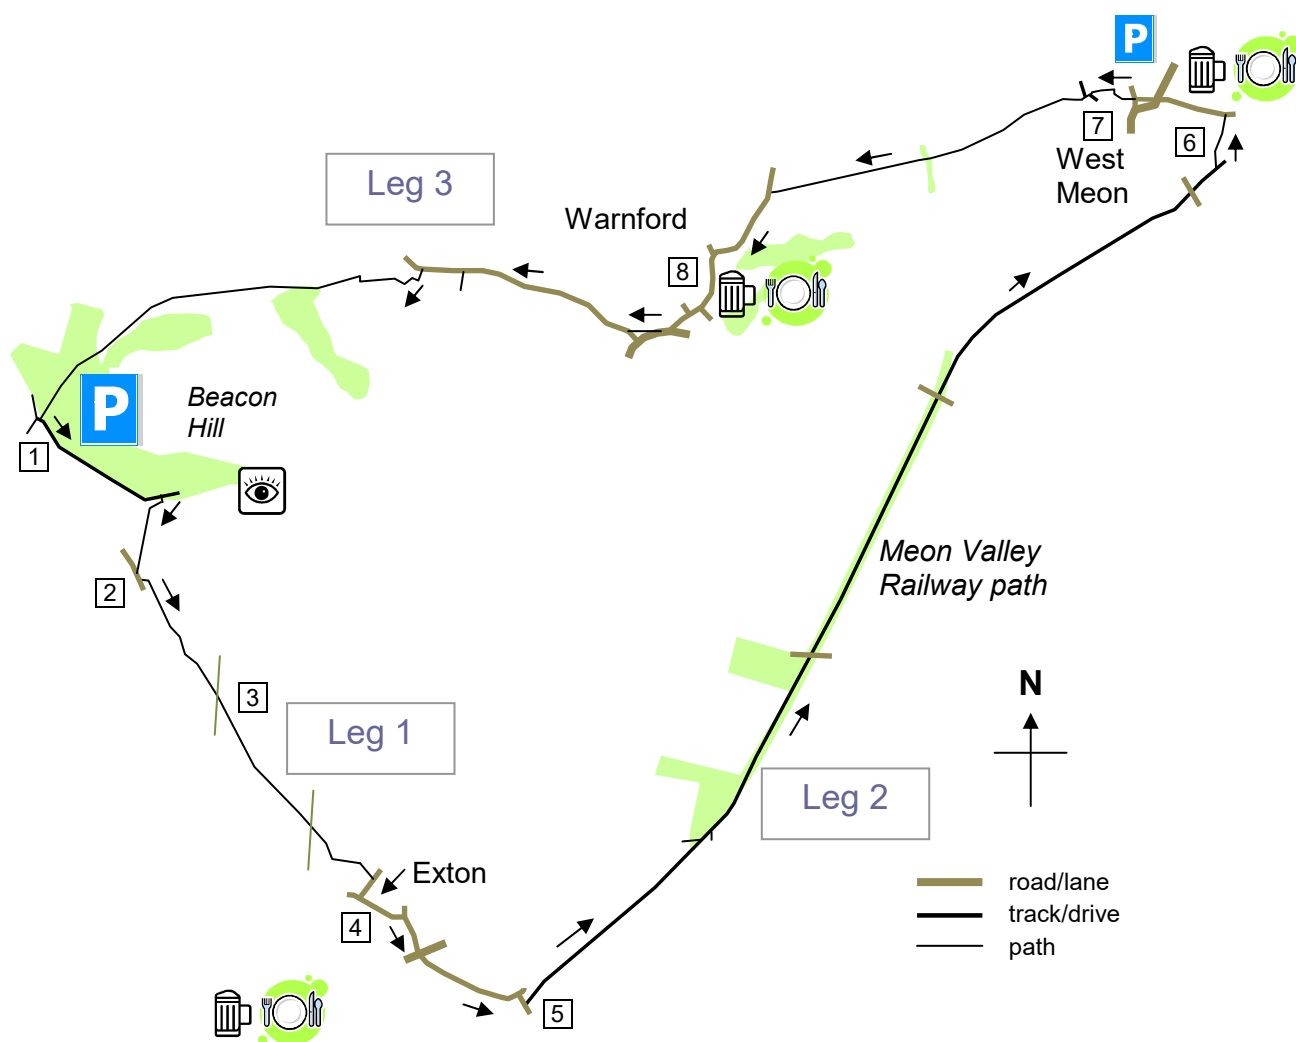 P
7
6
West
Meon
Leg 3
Warnford
8
P
Beacon
Hill
1
2
Meon Valley
Railway path
3
Leg 1
N
Leg 2
Exton
4
road/lane
track/drive
path
5